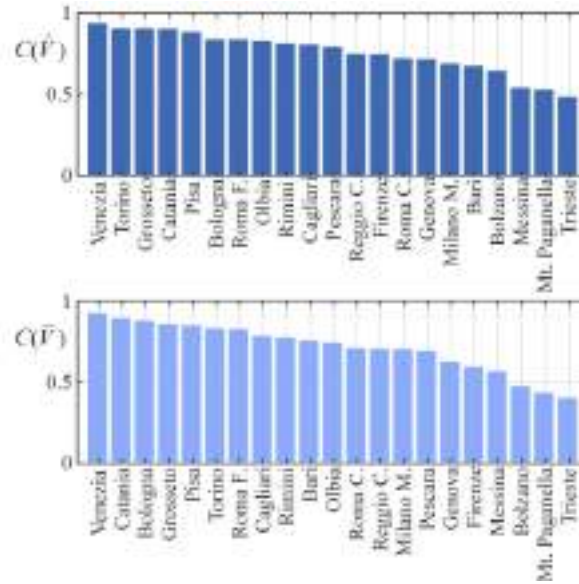 1
C(V̂)
0.5
0
Venezia
Torino
Grosseto
Catania
Pisa
Bologna
Roma F.
Olbia
Rimini
Cagliari
Pescara
Reggio C.
Firenze
Roma C.
Genova
Milano M.
Bari
Bolzano
Messina
Mt. Paganella
Trieste
1
C(V̄)
0.5
0
Venezia
Catania
Bologna
Grosseto
Pisa
Torino
Roma F.
Cagliari
Rimini
Bari
Olbia
Roma C.
Reggio C.
Milano M.
Pescara
Genova
Firenze
Messina
Bolzano
Mt. Paganella
Trieste